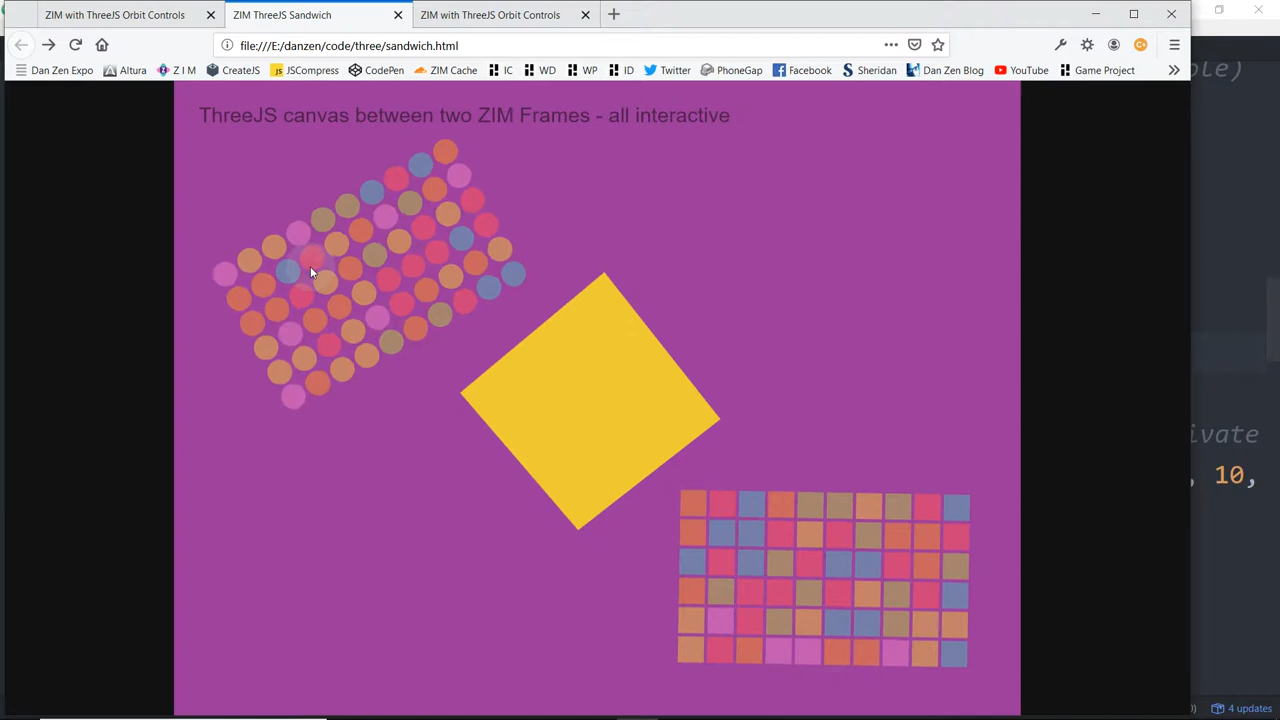 ZIM with ThreeJS Orbit Controls
ZIM ThreeJS Sandwich
ZIM with ThreeJS Orbit Controls
file:///E:/danzen/code/three/sandwich.html
Dan Zen Expo
Altura
Z I M
CreateJS
JSCompress
CodePen
ZIM Cache
IC
WD
WP
ID
Twitter
PhoneGap
Facebook
Sheridan
Dan Zen Blog
YouTube
Game Project
ThreeJS canvas between two ZIM Frames - all interactive
ble)
ivate
, 10,
4 updates